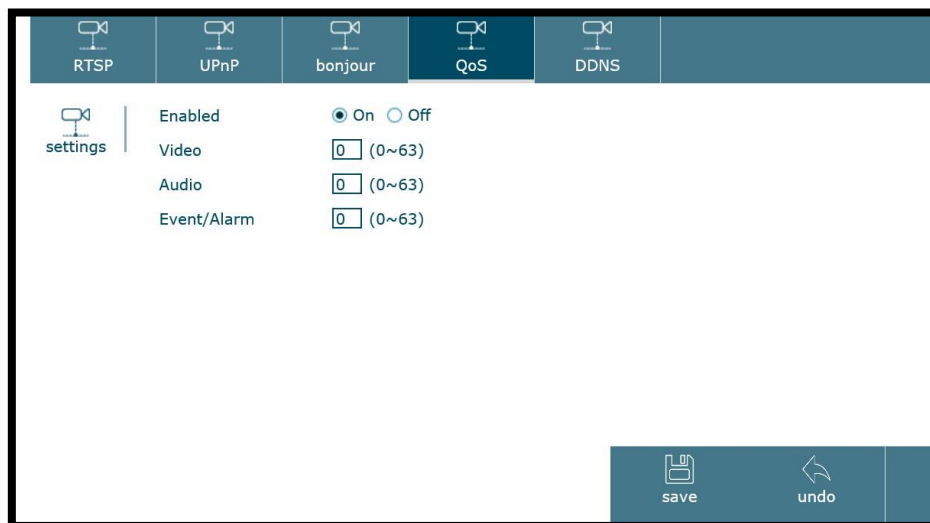 RTSP UPnP bonjour QoS DDNS
settings
Enabled On Off
Video 0 (0~63)
Audio 0 (0~63)
Event/Alarm 0 (0~63)
save undo